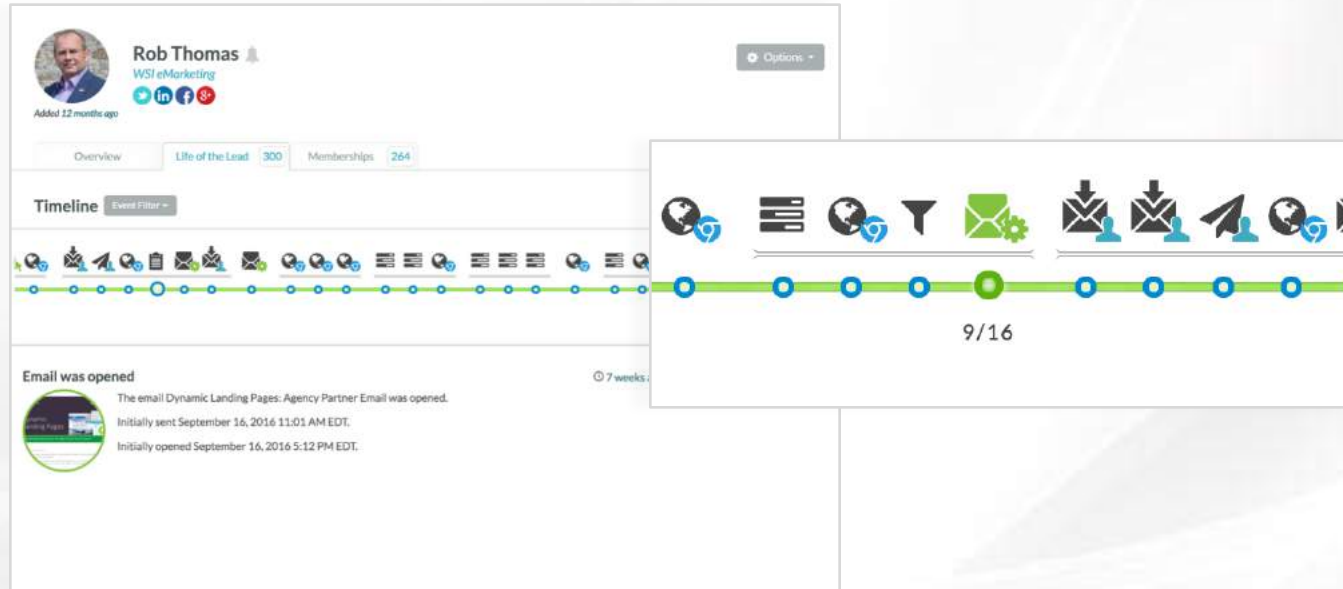 Rob Thomas
Options
WSI eMarketing
Added 12 months ago
Overview
Life of the Lead 300
Memberships 264
Timeline Event Filter
9/16
Email was opened
7 weeks
The email Dynamic Landing Pages: Agency Partner Email was opened.
Initially sent September 16, 2016 11:01 AM EDT.
Initially opened September 16, 2016 5:12 PM EDT.